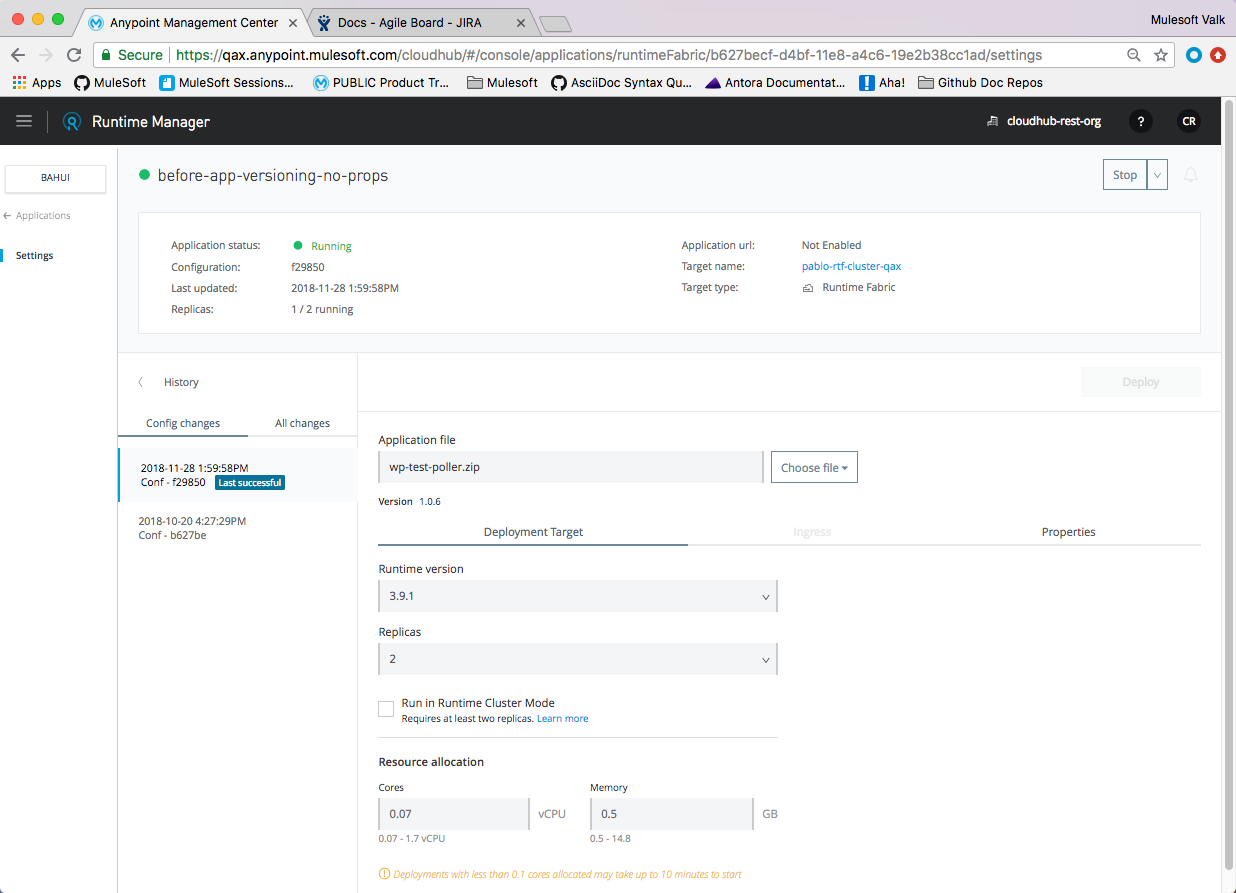 Anypoint Management Center
Docs - Agile Board - JIRA
Mulesoft Valk
Secure https://qax.anypoint.mulesoft.com/cloudhub/#/console/applications/runtimeFabric/b627becf-d4bf-11e8-a4c6-19e2b38cc1ad/settings
Apps MuleSoft MuleSoft Sessions... PUBLIC Product Tr... Mulesoft AsciiDoc Syntax Qu... Antora Documentat... Aha! Github Doc Repos
Runtime Manager
cloudhub-rest-org ? CR
BAHUI
Applications
Settings
before-app-versioning-no-props
Stop
Application status: Running
Configuration: f29850
Last updated: 2018-11-28 1:59:58PM
Replicas: 1 / 2 running
Application url: Not Enabled
Target name: pablo-rtf-cluster-qax
Target type: Runtime Fabric
History
Config changes All changes
2018-11-28 1:59:58PM
Conf - f29850 Last successful
2018-10-20 4:27:29PM
Conf - b627be
Deploy
Application file
wp-test-poller.zip
Choose file
Version 1.0.6
Deployment Target Ingress Properties
Runtime version
3.9.1
Replicas
2
Run in Runtime Cluster Mode
Requires at least two replicas. Learn more
Resource allocation
Cores Memory
0.07 vCPU 0.5 GB
0.07 - 1.7 vCPU 0.5 - 14.8
Deployments with less than 0.1 cores allocated may take up to 10 minutes to start